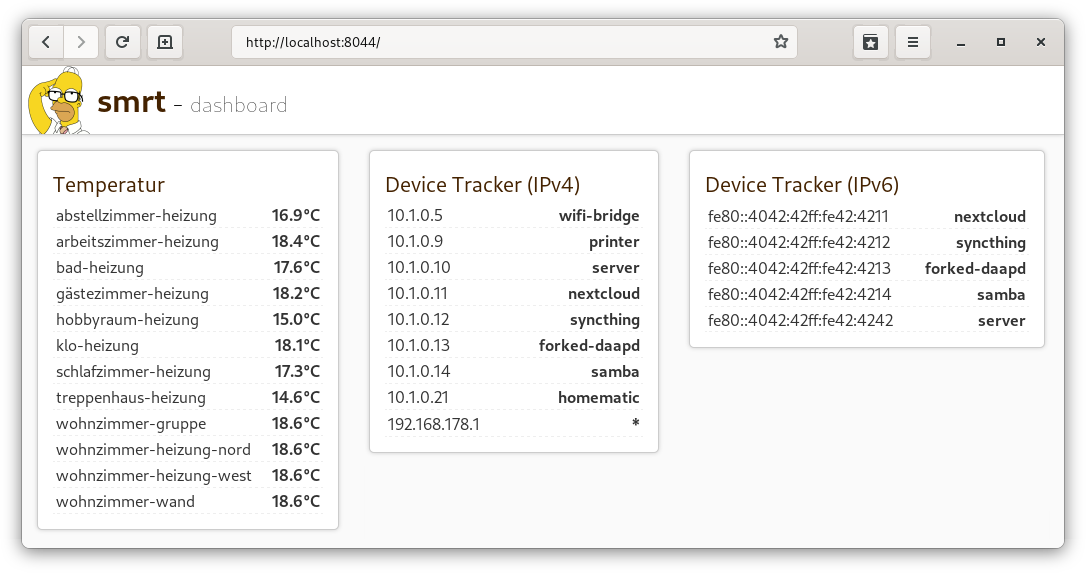 http://localhost:8044/
smrt - dashboard
Temperatur
abstellzimmer-heizung 16.9°C
arbeitszimmer-heizung 18.4°C
bad-heizung 17.6°C
gästezimmer-heizung 18.2°C
hobbyraum-heizung 15.0°C
klo-heizung 18.1°C
schlafzimmer-heizung 17.3°C
treppenhaus-heizung 14.6°C
wohnzimmer-gruppe 18.6°C
wohnzimmer-heizung-nord 18.6°C
wohnzimmer-heizung-west 18.6°C
wohnzimmer-wand 18.6°C
Device Tracker (IPv4)
10.1.0.5 wifi-bridge
10.1.0.9 printer
10.1.0.10 server
10.1.0.11 nextcloud
10.1.0.12 syncthing
10.1.0.13 forked-daapd
10.1.0.14 samba
10.1.0.21 homematic
192.168.178.1 *
Device Tracker (IPv6)
fe80::4042:42ff:fe42:4211 nextcloud
fe80::4042:42ff:fe42:4212 syncthing
fe80::4042:42ff:fe42:4213 forked-daapd
fe80::4042:42ff:fe42:4214 samba
fe80::4042:42ff:fe42:4242 server